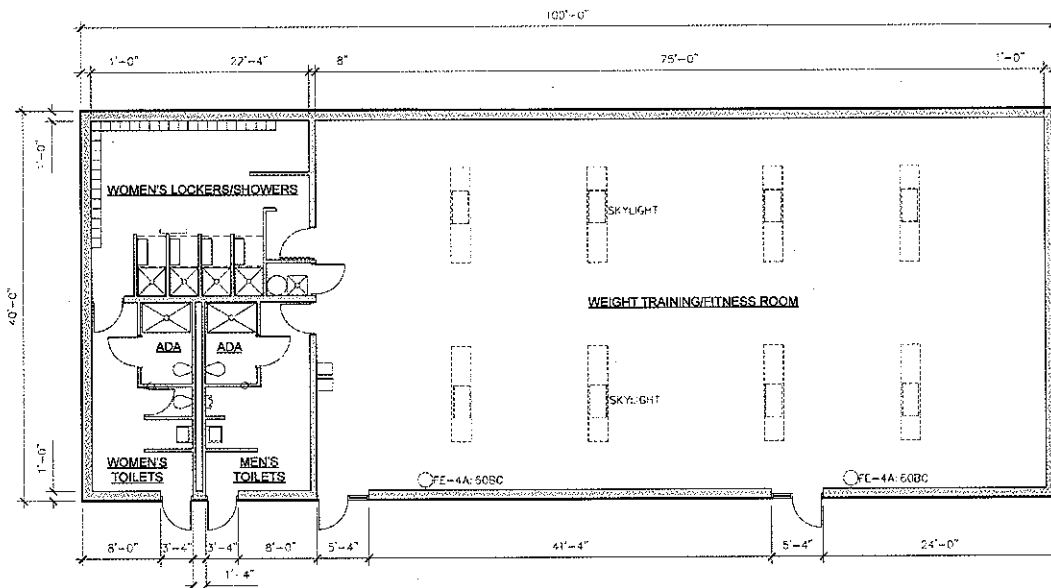 100'-0"
1'-0" 22'-4" 8" 75'-0" 1'-0"
1'-0"
WOMEN'S LOCKERS/SHOWERS
SKYLIGHT
40'-0"
WEIGHT TRAINING/FITNESS ROOM
ADA ADA
SKYLIGHT
1'-0"
WOMEN'S TOILETS
MEN'S TOILETS
FE-4A:60BC
FE-4A:60BC
8'-0" 3'-4" 3'-4" 8'-0" 5'-4" 41'-4" 5'-4" 24'-0"
1'-4"